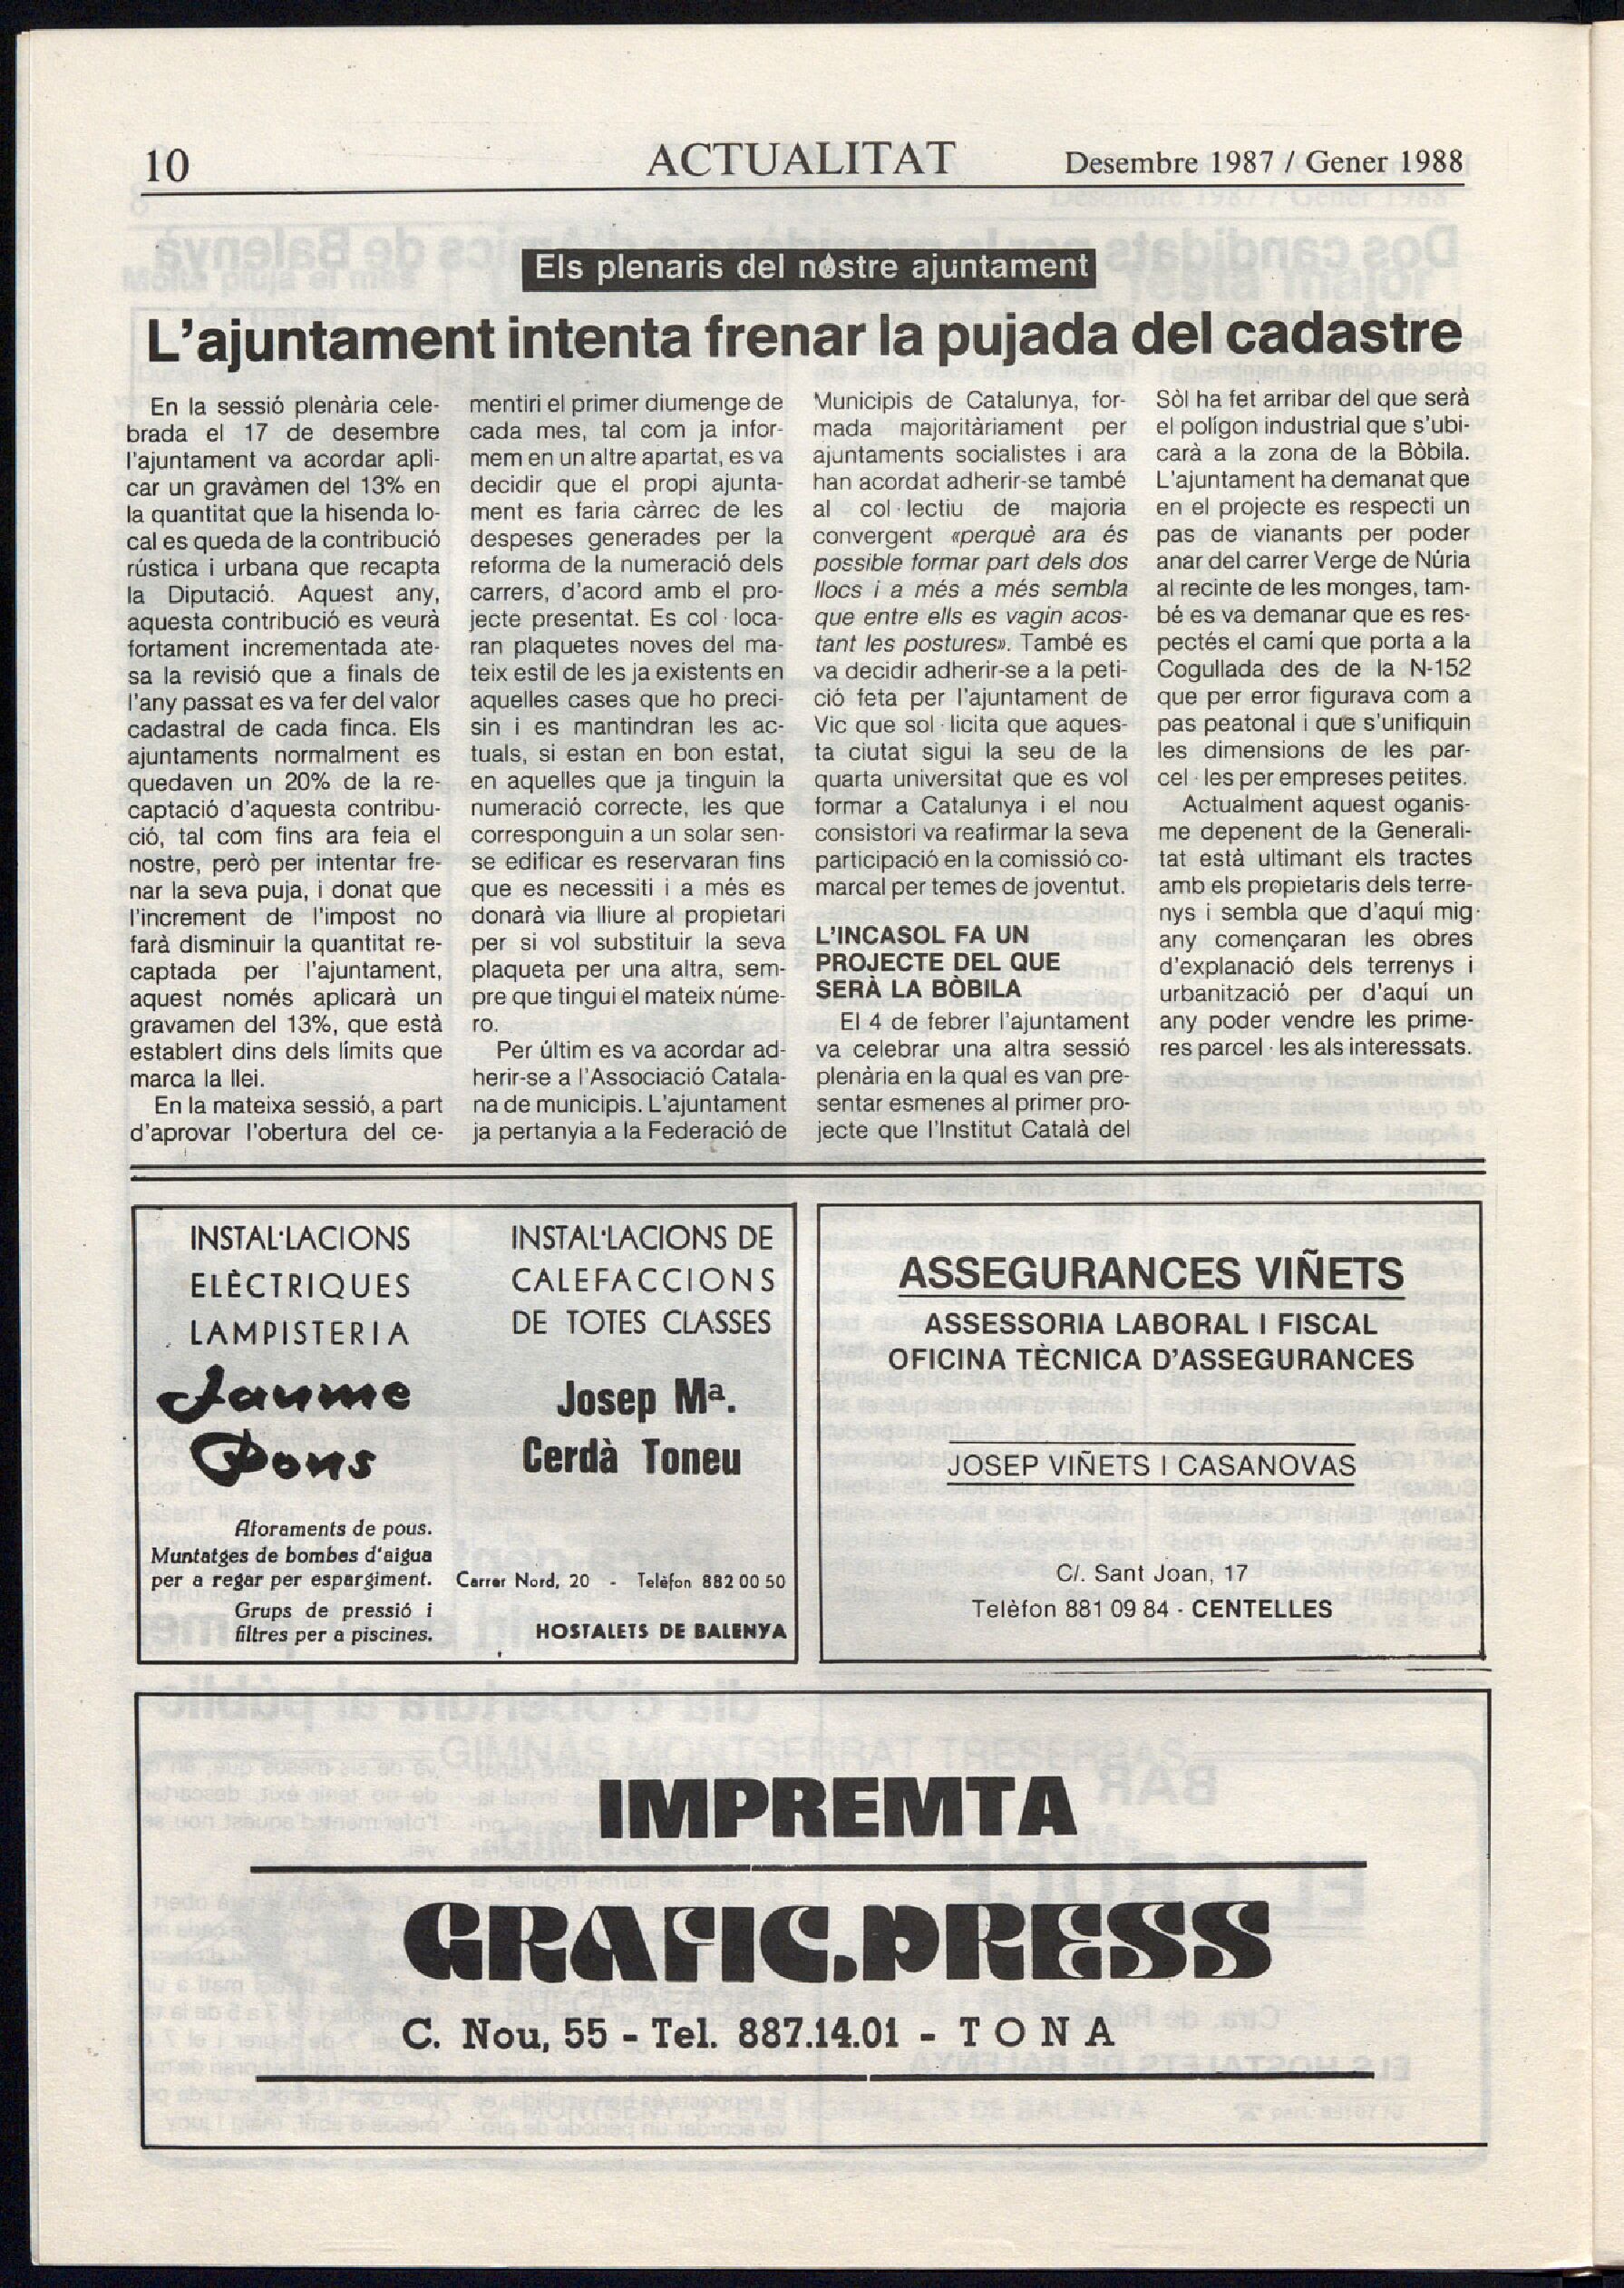 10
ACTUALITAT
Desembre 1987 / Gener 1988
Els plenaris del nostre ajuntament
L'ajuntament intenta frenar la pujada del cadastre
En la sessió plenària cele-
brada el 17 de desembre
l'ajuntament va acordar apli-
car un gravàmen del 13% en
la quantitat que la hisenda lo-
cal es queda de la contribució
rústica i urbana que recapta
la Diputació. Aquest any,
aquesta contribució es veurà
fortament incrementada ate-
sa la revisió que a finals de
l'any passat es va fer del valor
cadastral de cada finca. Els
ajuntaments normalment es
quedaven un 20% de la re-
captació d'aquesta contribu-
ció, tal com fins ara feia el
nostre, però per intentar fre-
nar la seva puja, i donat que
l'increment de l'impost no
farà disminuir la quantitat re-
captada per l'ajuntament,
aquest només aplicarà un
gravamen del 13%, que està
establert dins dels límits que
marca la llei.
En la mateixa sessió, a part
d'aprovar l'obertura del ce-
mentiri el primer diumenge de
cada mes, tal com ja infor-
mem en un altre apartat, es va
decidir que el propi ajunta-
ment es faria càrrec de les
despeses generades per la
reforma de la numeració dels
carrers, d'acord amb el pro-
jecte presentat. Es col·loca-
ran plaquetes noves del ma-
teix estil de les ja existents en
aquelles cases que ho preci-
sin i es mantindran les ac-
tuals, si estan en bon estat,
en aquelles que ja tinguin la
numeració correcte, les que
corresponguin a un solar sen-
se edificar es reservaran fins
que es necessiti i a més es
donarà via lliure al propietari
per si vol substituir la seva
plaqueta per una altra, sem-
pre que tingui el mateix núme-
ro.
Per últim es va acordar ad-
herir-se a l'Associació Catala-
na de municipis. L'ajuntament
ja pertanyia a la Federació de
Municipis de Catalunya, for-
mada majoritàriament per
ajuntaments socialistes i ara
han acordat adherir-se també
al col·lectiu de majoria
convergent «perquè ara és
possible formar part dels dos
llocs i a més a més sembla
que entre ells es vagin acos-
tant les postures». També es
va decidir adherir-se a la peti-
ció feta per l'ajuntament de
Vic que sol·licita que aques-
ta ciutat sigui la seu de la
quarta universitat que es vol
formar a Catalunya i el nou
consistori va reafirmar la seva
participació en la comissió co-
marcal per temes de joventut.
L'INCASOL FA UN
PROJECTE DEL QUE
SERÀ LA BÒBILA
El 4 de febrer l'ajuntament
va celebrar una altra sessió
plenària en la qual es van pre-
sentar esmenes al primer pro-
jecte que l'Institut Català del
Sòl ha fet arribar del que serà
el polígon industrial que s'ubi-
carà a la zona de la Bòbila.
L'ajuntament ha demanat que
en el projecte es respecti un
pas de vianants per poder
anar del carrer Verge de Núria
al recinte de les monges, tam-
bé es va demanar que es res-
pectés el camí que porta a la
Cogullada des de la N-152
que per error figurava com a
pas peatonal i que s'unifiquin
les dimensions de les par-
cel·les per empreses petites.
Actualment aquest oganis-
me depenent de la Generali-
tat està ultimant els tractes
amb els propietaris dels terre-
nys i sembla que d'aquí mig
any començaran les obres
d'explanació dels terrenys i
urbanització per d'aquí un
any poder vendre les prime-
res parcel·les als interessats.
INSTAL·LACIONS
ELÈCTRIQUES
LAMPISTERIA
Jaume
Pons
Aforaments de pous.
Muntatges de bombes d'aigua
per a regar per espargiment.
Grups de pressió i
filtres per a piscines.
INSTAL·LACIONS DE
CALEFACCIONS
DE TOTES CLASSES
Josep Mª.
Cerdà Toneu
Carrer Nord, 20 - Telèfon 882 00 50
HOSTALETS DE BALENYA
ASSEGURANCES VIÑETS
ASSESSORIA LABORAL I FISCAL
OFICINA TÈCNICA D'ASSEGURANCES
JOSEP VIÑETS I CASANOVAS
C/. Sant Joan, 17
Telèfon 881 09 84 - CENTELLES
IMPREMTA
GRAFIC.PRESS
C. Nou, 55 - Tel. 887.14.01 - TONA